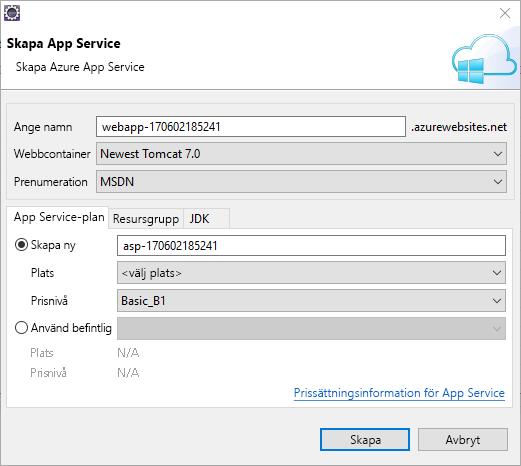 Skapa App Service
Skapa Azure App Service
Ange namn webapp-170602185241 .azurewebsites.net
Webbcontainer Newest Tomcat 7.0
Prenumeration MSDN
App Service-plan Resursgrupp JDK
Skapa ny asp-170602185241
Plats <välj plats>
Prisnivå Basic_B1
Använd befintlig
Plats N/A
Prisnivå N/A
Prissättningsinformation för App Service
Skapa Avbryt